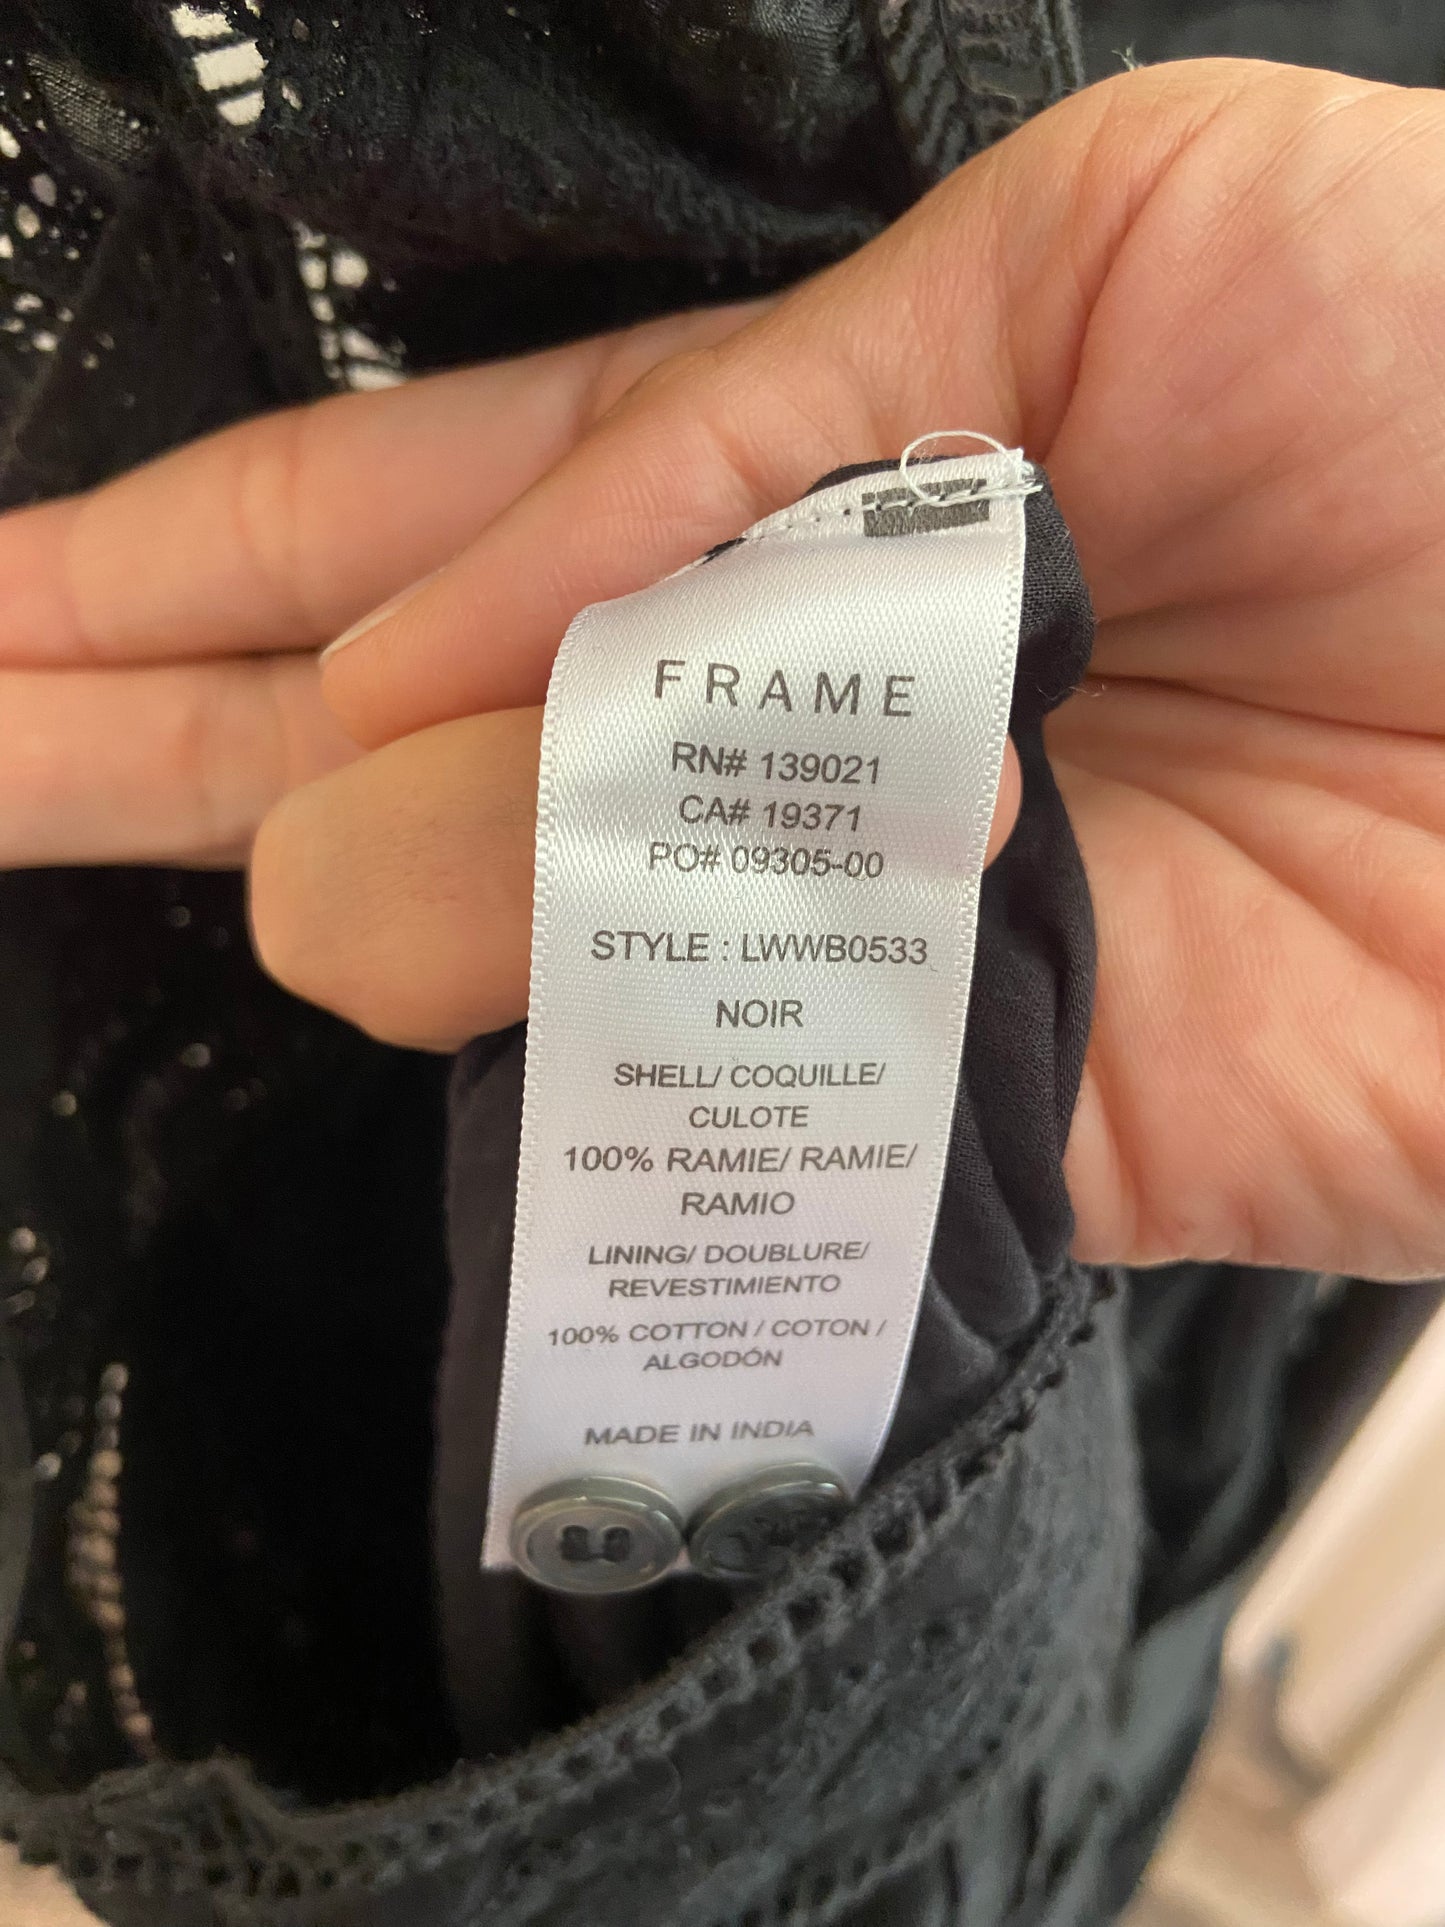 FRAME
RN# 139021
CA# 19371
PO# 09305-00
STYLE : LWWB0533
NOIR
SHELL/ COQUILLE/
CULOTE
100% RAMIE/ RAMIE/
RAMIO
LINING/ DOUBLURE/
REVESTIMIENTO
100% COTTON / COTON /
ALGODÓN
MADE IN INDIA